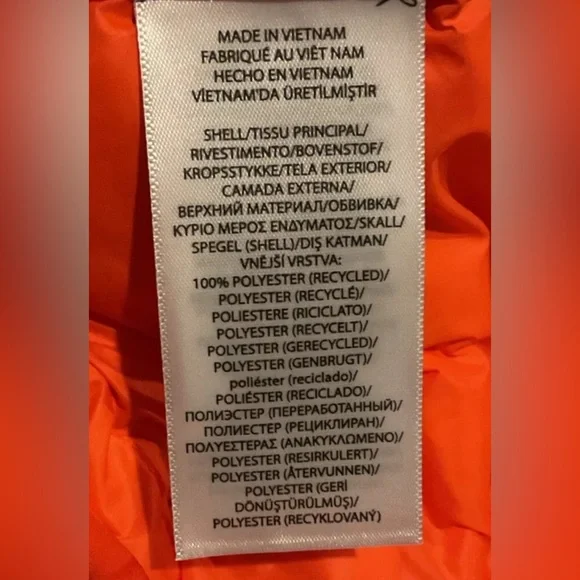 MADE IN VIETNAM
FABRIQUÉ AU VIÊT NAM
HECHO EN VIETNAM
VİETNAM'DA ÜRETİLMİŞTİR
SHELL/TISSU PRINCIPAL/
RIVESTIMENTO/BOVENSTOF/
KROPSSTYKKE/TELA EXTERIOR/
CAMADA EXTERNA/
ВЕРХНИЙ МАТЕРИАЛ/ОБВИВКА/
ΚΥΡΙΟ ΜΕΡΟΣ ΕΝΔΥΜΑΤΟΣ/SKALL/
SPEGEL (SHELL)/DIŞ KATMAN/
VNĚJŠÍ VRSTVA:
100% POLYESTER (RECYCLED)/
POLYESTER (RECYCLÉ)/
POLIESTERE (RICICLATO)/
POLYESTER (RECYCELT)/
POLYESTER (GERECYCLED)/
POLYESTER (GENBRUGT)/
poliéster (reciclado)/
POLIÉSTER (RECICLADO)/
ПОЛИЭСТЕР (ПЕРЕРАБОТАННЫЙ)/
ПОЛИЕСТЕР (РЕЦИКЛИРАН)/
ΠΟΛΥΕΣΤΕΡΑΣ (ΑΝΑΚΥΚΛΩΜΕΝΟ)/
POLYESTER (RESIRKULERT)/
POLYESTER (ÅTERVUNNEN)/
POLYESTER (GERİ
DÖNÜŞTÜRÜLMÜŞ)/
POLYESTER (RECYKLOVANÝ)